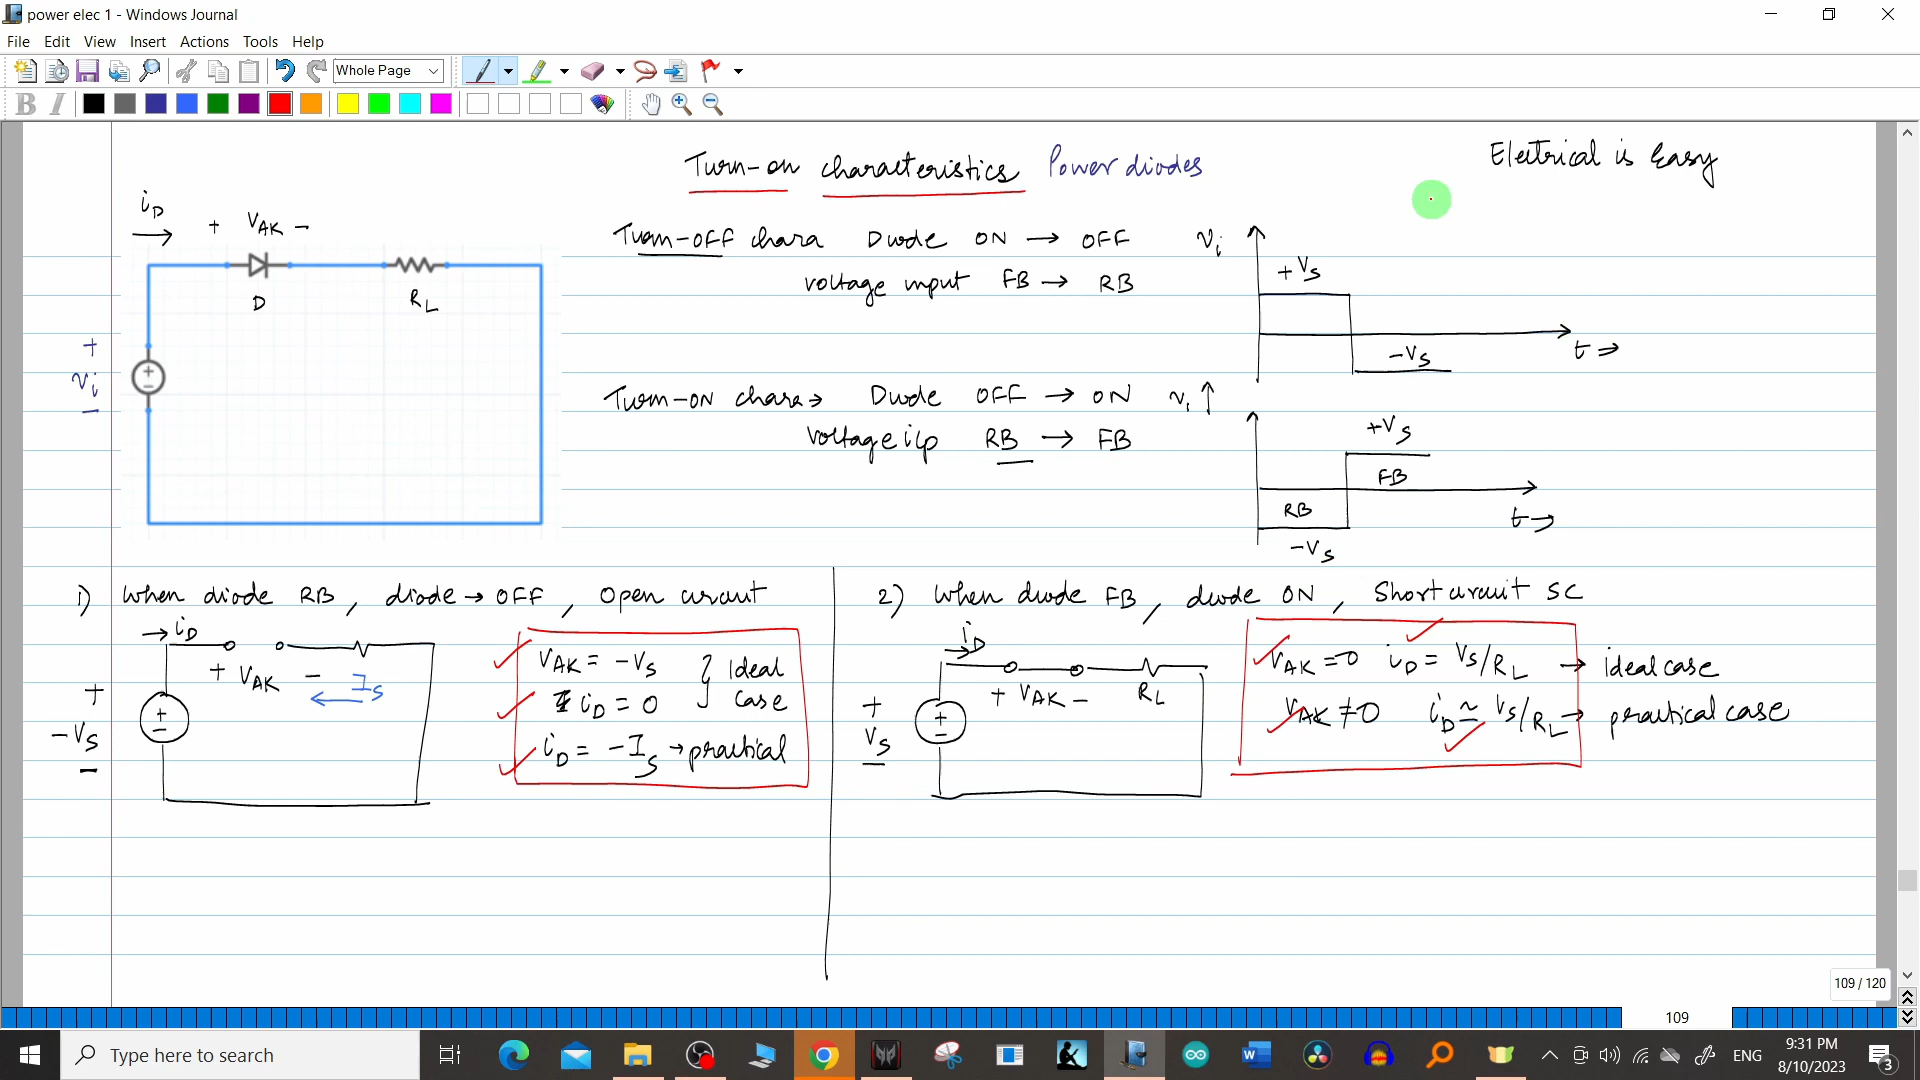 power elec 1 - Windows Journal
File Edit View Insert Actions Tools Help
Whole Page
B I
Turn-on characteristics Power diodes
Electrical is Easy
iD
+ VAK -
D
RL
+
vi
-
Turn-OFF chara Diode ON → OFF
voltage input FB → RB
vi
+Vs
-Vs
t ⇒
Turn-ON chara → Diode OFF → ON
Voltage i/p RB → FB
vi ↑
+Vs
FB
RB
t →
-Vs
1) When diode RB, diode → OFF, Open circuit
→ iD
+ VAK -
← Is
+
-Vs
-
VAK = -Vs } Ideal
iD = 0 case
iD = -Is → practical
2) When diode FB, diode ON, Short circuit SC
iD
+ VAK -
RL
+
Vs
-
VAK = 0 iD = Vs/RL → ideal case
VAK ≠ 0 iD ≃ Vs/RL → practical case
109 / 120
109
Type here to search
ENG
9:31 PM
8/10/2023
3